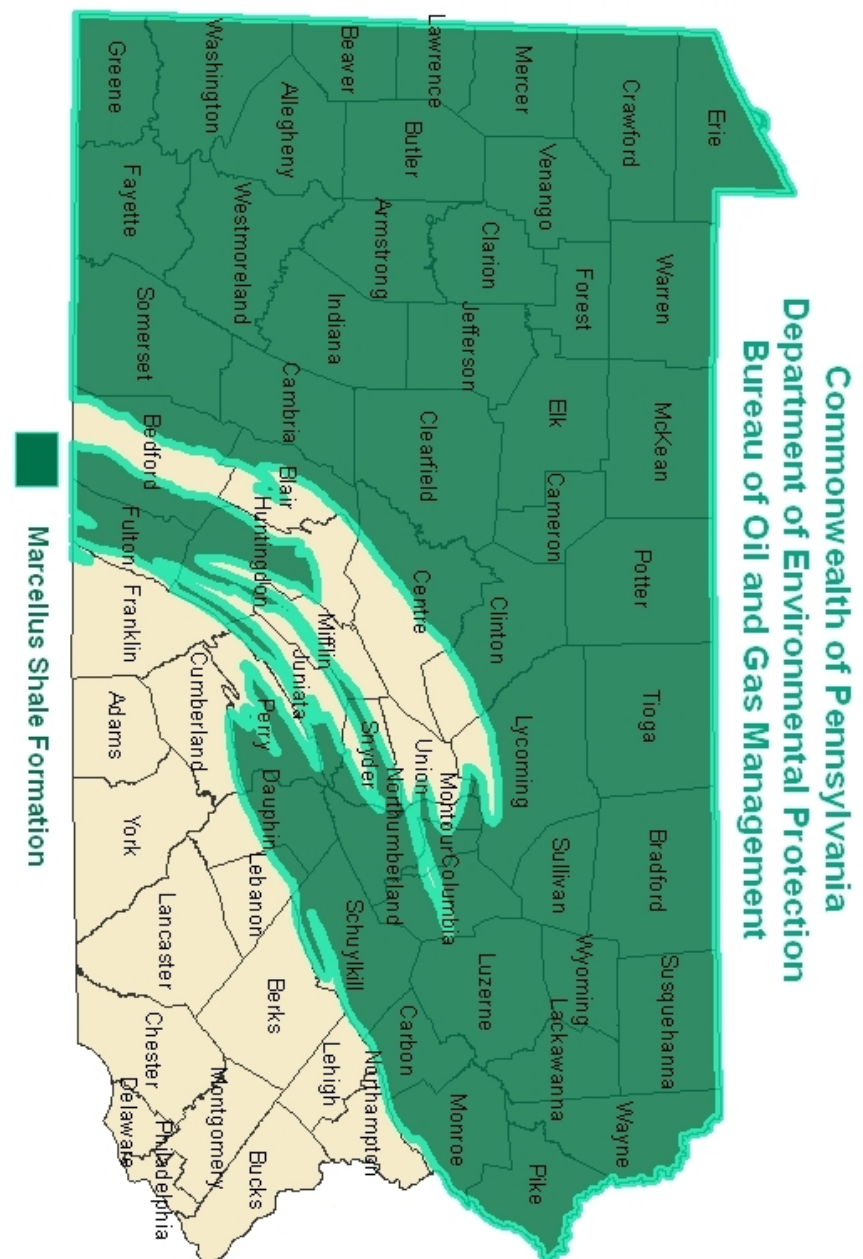 Commonwealth of Pennsylvania
Department of Environmental Protection
Bureau of Oil and Gas Management
Erie
Crawford
Warren
McKean
Potter
Tioga
Bradford
Susquehanna
Wayne
Mercer
Venango
Forest
Elk
Cameron
Clinton
Lycoming
Sullivan
Wyoming
Lackawanna
Pike
Lawrence
Butler
Clarion
Jefferson
Clearfield
Centre
Union
Montour
Columbia
Luzerne
Monroe
Beaver
Armstrong
Indiana
Cambria
Blair
Huntingdon
Mifflin
Juniata
Snyder
Northumberland
Schuylkill
Carbon
Northampton
Allegheny
Westmoreland
Perry
Dauphin
Lebanon
Berks
Lehigh
Washington
Somerset
Bedford
Fulton
Franklin
Cumberland
Adams
York
Lancaster
Chester
Montgomery
Bucks
Greene
Fayette
Delaware
Philadelphia
Marcellus Shale Formation